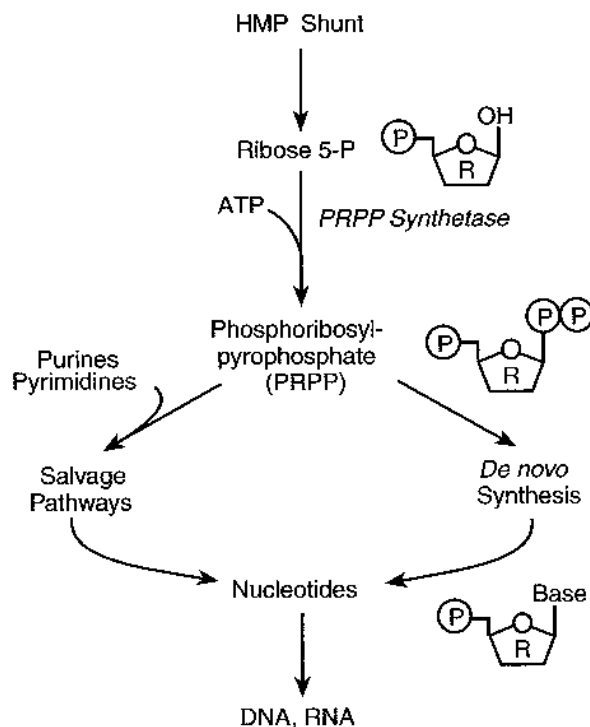 HMP Shunt
OH
P
Ribose 5-P
R
ATP
PRPP Synthetase
P P
Phosphoribosyl-
pyrophosphate
(PRPP)
P
R
Purines
Pyrimidines
Salvage
Pathways
De novo
Synthesis
Nucleotides
Base
P
R
DNA, RNA